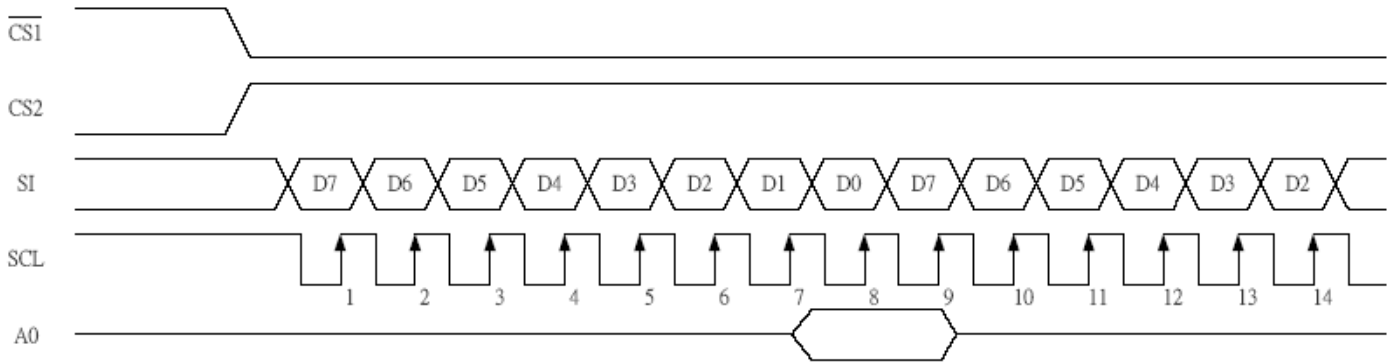 CS1
CS2
SI D7 D6 D5 D4 D3 D2 D1 D0 D7 D6 D5 D4 D3 D2
SCL
1 2 3 4 5 6 7 8 9 10 11 12 13 14
A0